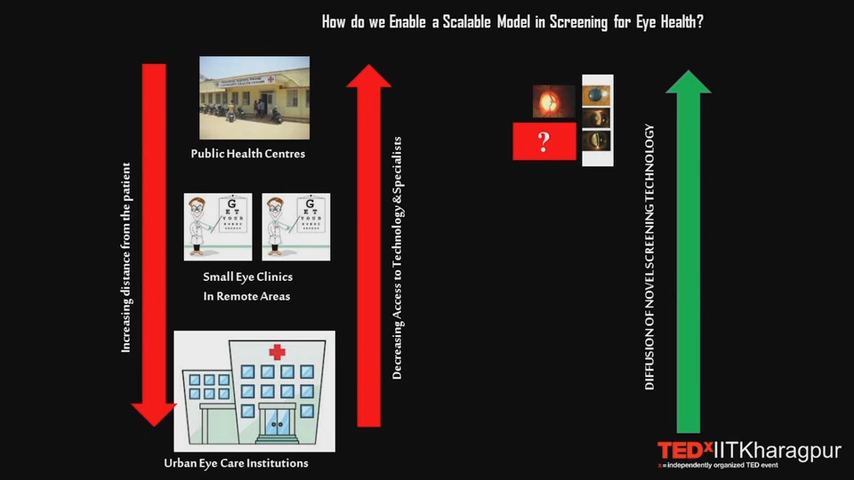 How do we Enable a Scalable Model in Screening for Eye Health?
Increasing distance from the patient
Public Health Centres
G
E T
YOUR
G
E T
YOUR
Small Eye Clinics
In Remote Areas
Urban Eye Care Institutions
Decreasing Access to Technology & Specialists
?
DIFFUSION OF NOVEL SCREENING TECHNOLOGY
TEDxIITKharagpur
x = independently organized TED event